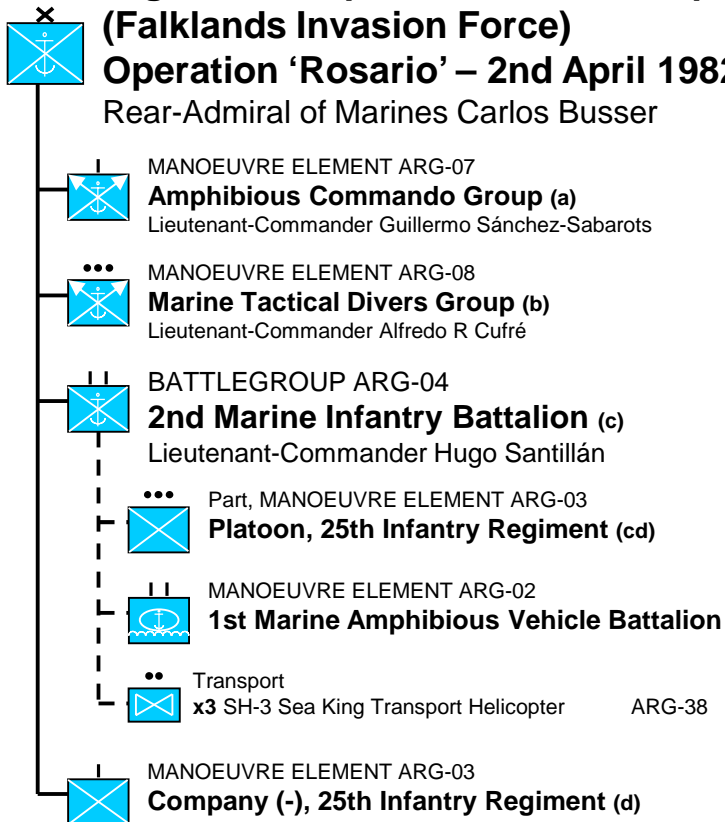 (Falklands Invasion Force)
Operation ‘Rosario’ – 2nd April 1982
Rear-Admiral of Marines Carlos Busser
MANOEUVRE ELEMENT ARG-07
Amphibious Commando Group (a)
Lieutenant-Commander Guillermo Sánchez-Sabarots
MANOEUVRE ELEMENT ARG-08
Marine Tactical Divers Group (b)
Lieutenant-Commander Alfredo R Cufré
BATTLEGROUP ARG-04
2nd Marine Infantry Battalion (c)
Lieutenant-Commander Hugo Santillán
Part, MANOEUVRE ELEMENT ARG-03
Platoon, 25th Infantry Regiment (cd)
MANOEUVRE ELEMENT ARG-02
1st Marine Amphibious Vehicle Battalion
Transport
x3 SH-3 Sea King Transport Helicopter ARG-38
MANOEUVRE ELEMENT ARG-03
Company (-), 25th Infantry Regiment (d)